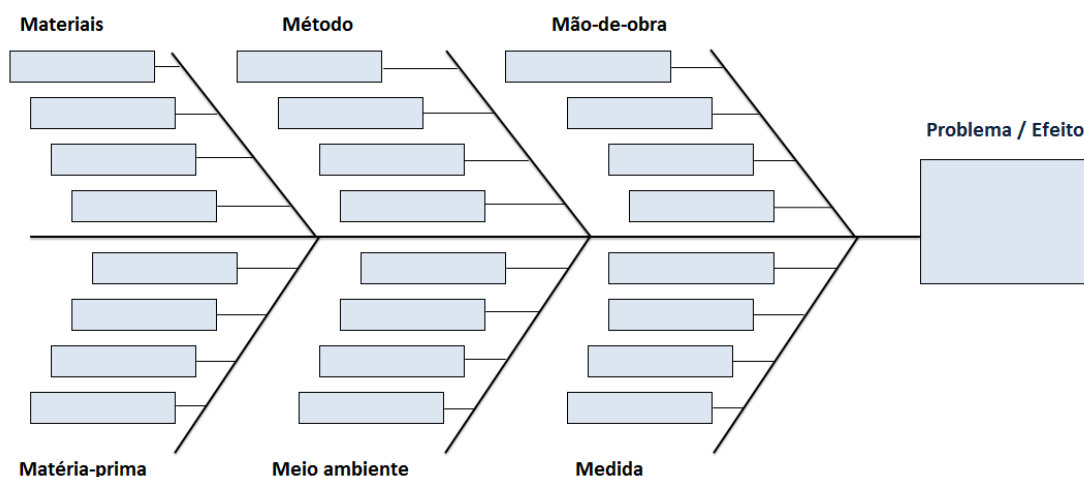 Materiais
Método
Mão-de-obra
Problema / Efeito
Matéria-prima
Meio ambiente
Medida